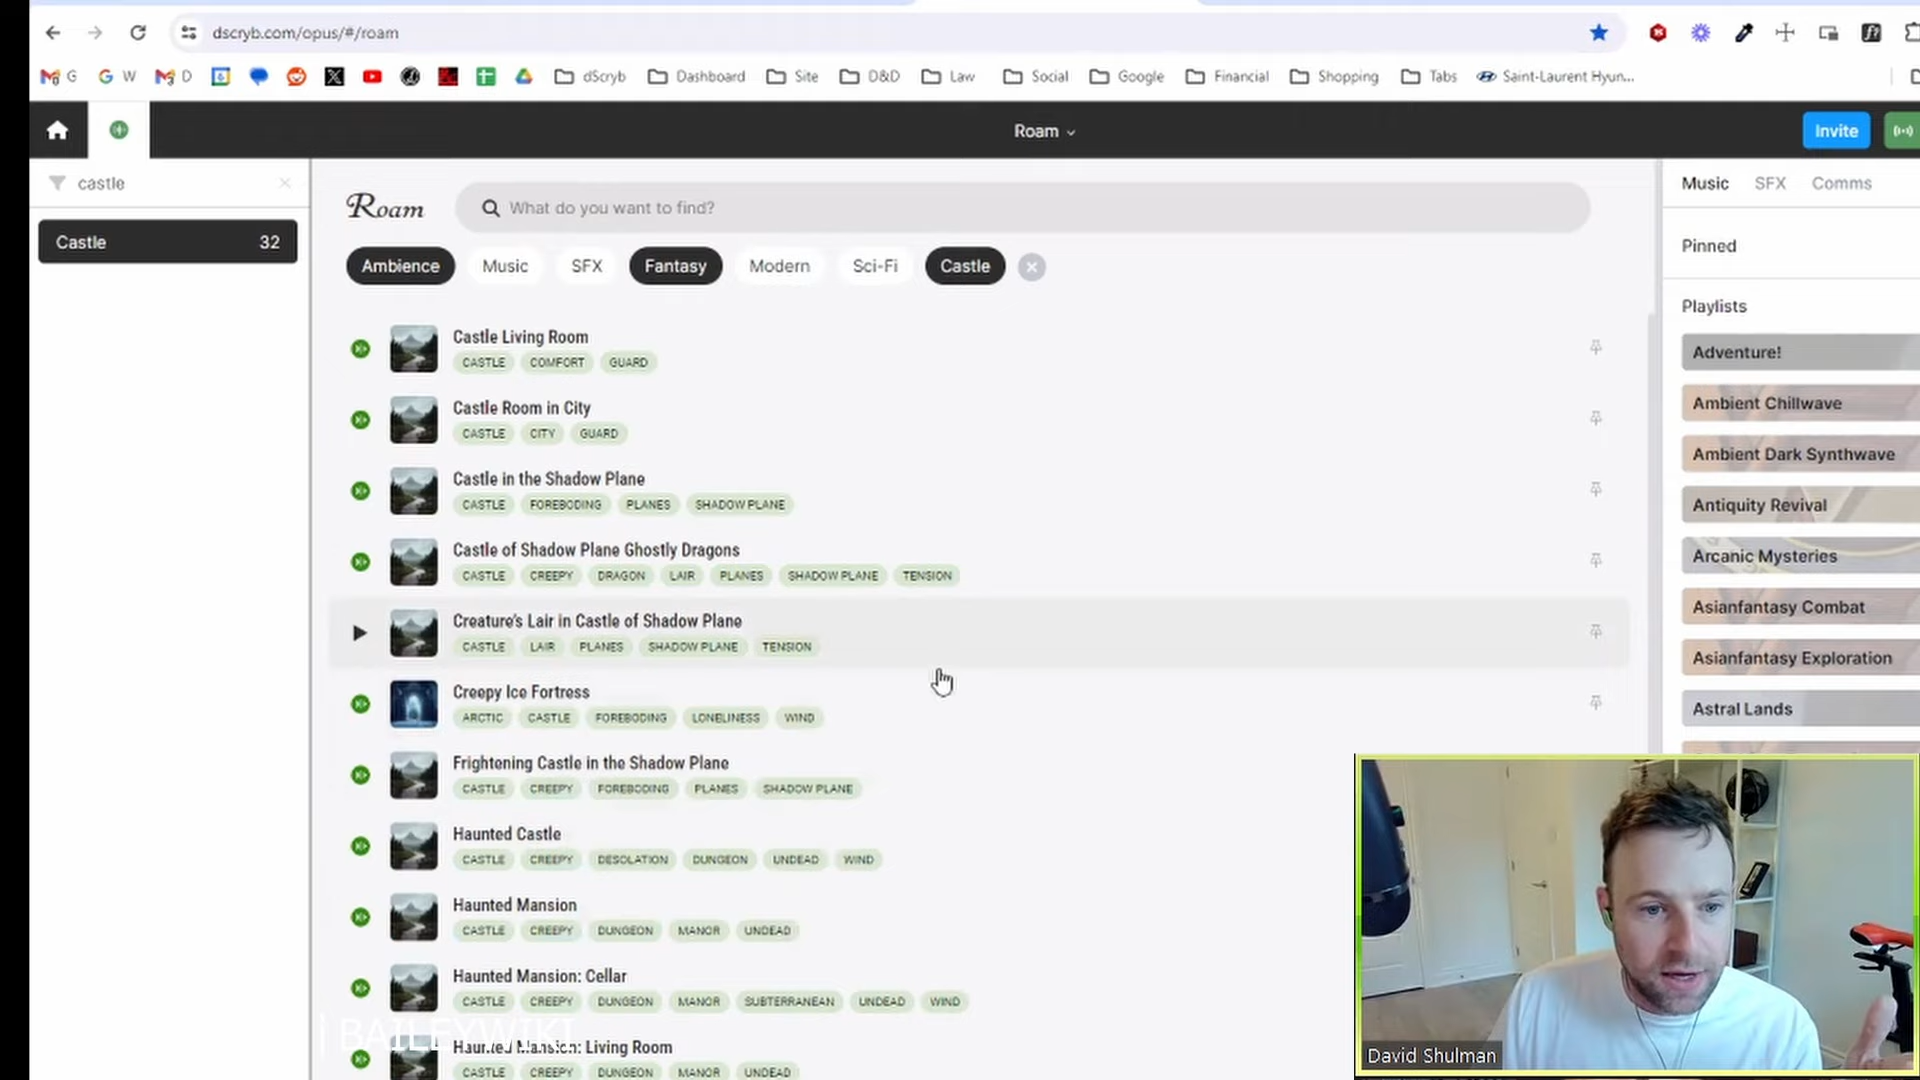 dscryb.com/opus/#/roam
G W D dScryb Dashboard Site D&D Law Social Google Financial Shopping Tabs Saint-Laurent Hyun...
Roam
Invite
castle
Castle 32
Roam
What do you want to find?
Ambience Music SFX Fantasy Modern Sci-Fi Castle
Castle Living Room
CASTLE COMFORT GUARD
Castle Room in City
CASTLE CITY GUARD
Castle in the Shadow Plane
CASTLE FOREBODING PLANES SHADOW PLANE
Castle of Shadow Plane Ghostly Dragons
CASTLE CREEPY DRAGON LAIR PLANES SHADOW PLANE TENSION
Creature's Lair in Castle of Shadow Plane
CASTLE LAIR PLANES SHADOW PLANE TENSION
Creepy Ice Fortress
ARCTIC CASTLE FOREBODING LONELINESS WIND
Frightening Castle in the Shadow Plane
CASTLE CREEPY FOREBODING PLANES SHADOW PLANE
Haunted Castle
CASTLE CREEPY DESOLATION DUNGEON UNDEAD WIND
Haunted Mansion
CASTLE CREEPY DUNGEON MANOR UNDEAD
Haunted Mansion: Cellar
CASTLE CREEPY DUNGEON MANOR SUBTERRANEAN UNDEAD WIND
Haunted Mansion: Living Room
CASTLE CREEPY DUNGEON MANOR UNDEAD
| BAILEYWIKI
Music SFX Comms
Pinned
Playlists
Adventure!
Ambient Chillwave
Ambient Dark Synthwave
Antiquity Revival
Arcanic Mysteries
Asianfantasy Combat
Asianfantasy Exploration
Astral Lands
David Shulman